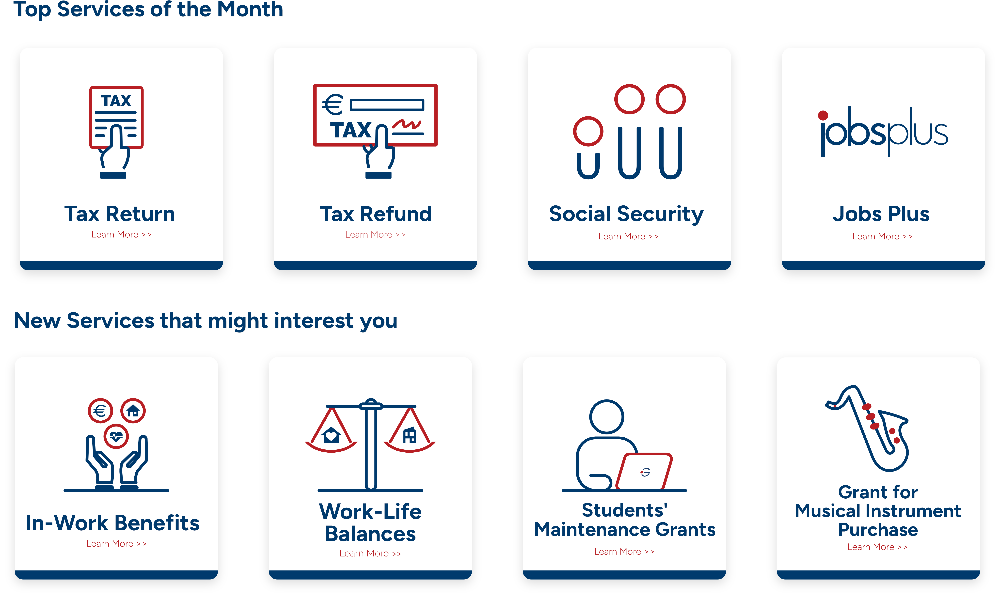 Top Services of the Month
TAX
€
TAX
jobsplus
Tax Return
Tax Refund
Social Security
Jobs Plus
Learn More >>
Learn More >>
Learn More >>
Learn More >>
New Services that might interest you
€
In-Work Benefits
Learn More >>
Work-Life
Balances
Learn More >>
Students'
Maintenance Grants
Learn More >>
Grant for
Musical Instrument
Purchase
Learn More >>